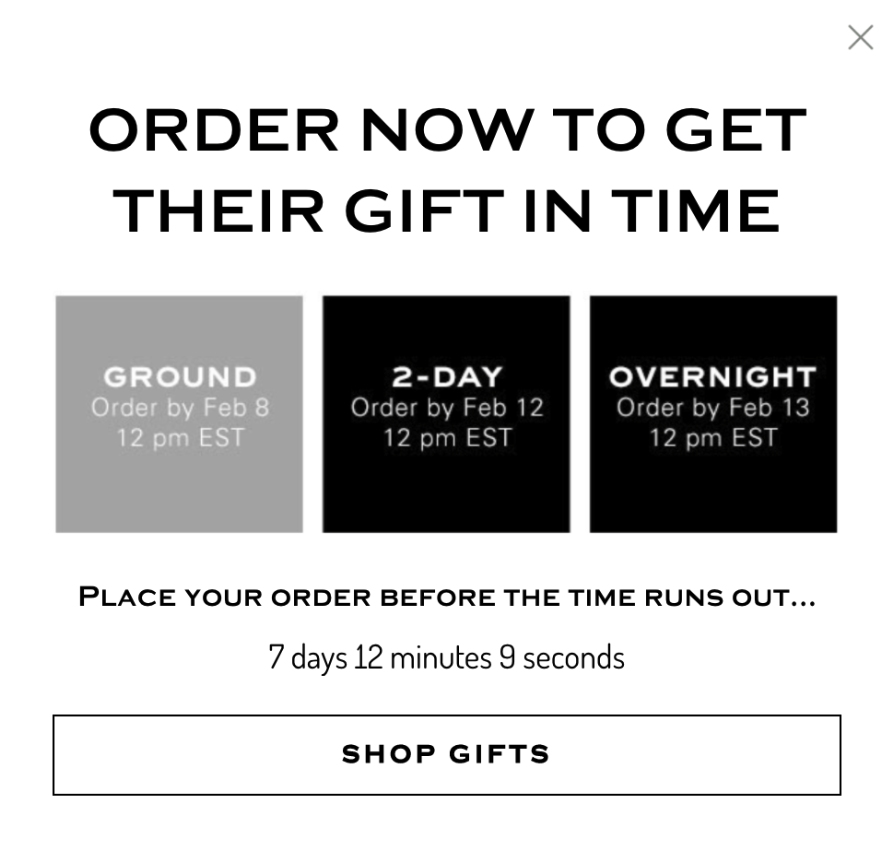 ORDER NOW TO GET
THEIR GIFT IN TIME
GROUND
Order by Feb 8
12 pm EST
2-DAY
Order by Feb 12
12 pm EST
OVERNIGHT
Order by Feb 13
12 pm EST
PLACE YOUR ORDER BEFORE THE TIME RUNS OUT...
7 days 12 minutes 9 seconds
SHOP GIFTS